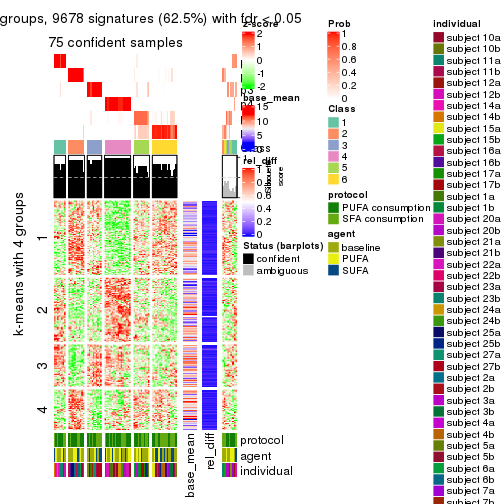 groups, 9678 signatures (62.5%) with fdr < 0.05
75 confident samples
k-means with 4 groups
1
2
3
4
base_mean
rel_diff
protocol
agent
individual
z-score
2
1
0
-1
-2
base_mean
15
10
5
0
rel_diff
1
0.8
0.6
0.4
0.2
0
Status (barplots)
confident
ambiguous
Prob
1
0.8
0.6
0.4
0.2
0
Class
1
2
3
4
5
6
protocol
PUFA consumption
SFA consumption
agent
baseline
PUFA
SUFA
individual
subject 10a
subject 10b
subject 11a
subject 11b
subject 12a
subject 12b
subject 14a
subject 14b
subject 15a
subject 15b
subject 16a
subject 16b
subject 17a
subject 17b
subject 1a
subject 1b
subject 20a
subject 20b
subject 21a
subject 21b
subject 22a
subject 22b
subject 23a
subject 23b
subject 24a
subject 24b
subject 25a
subject 25b
subject 27a
subject 27b
subject 2a
subject 2b
subject 3a
subject 3b
subject 4a
subject 4b
subject 5a
subject 5b
subject 6a
subject 6b
subject 7a
subject 7b